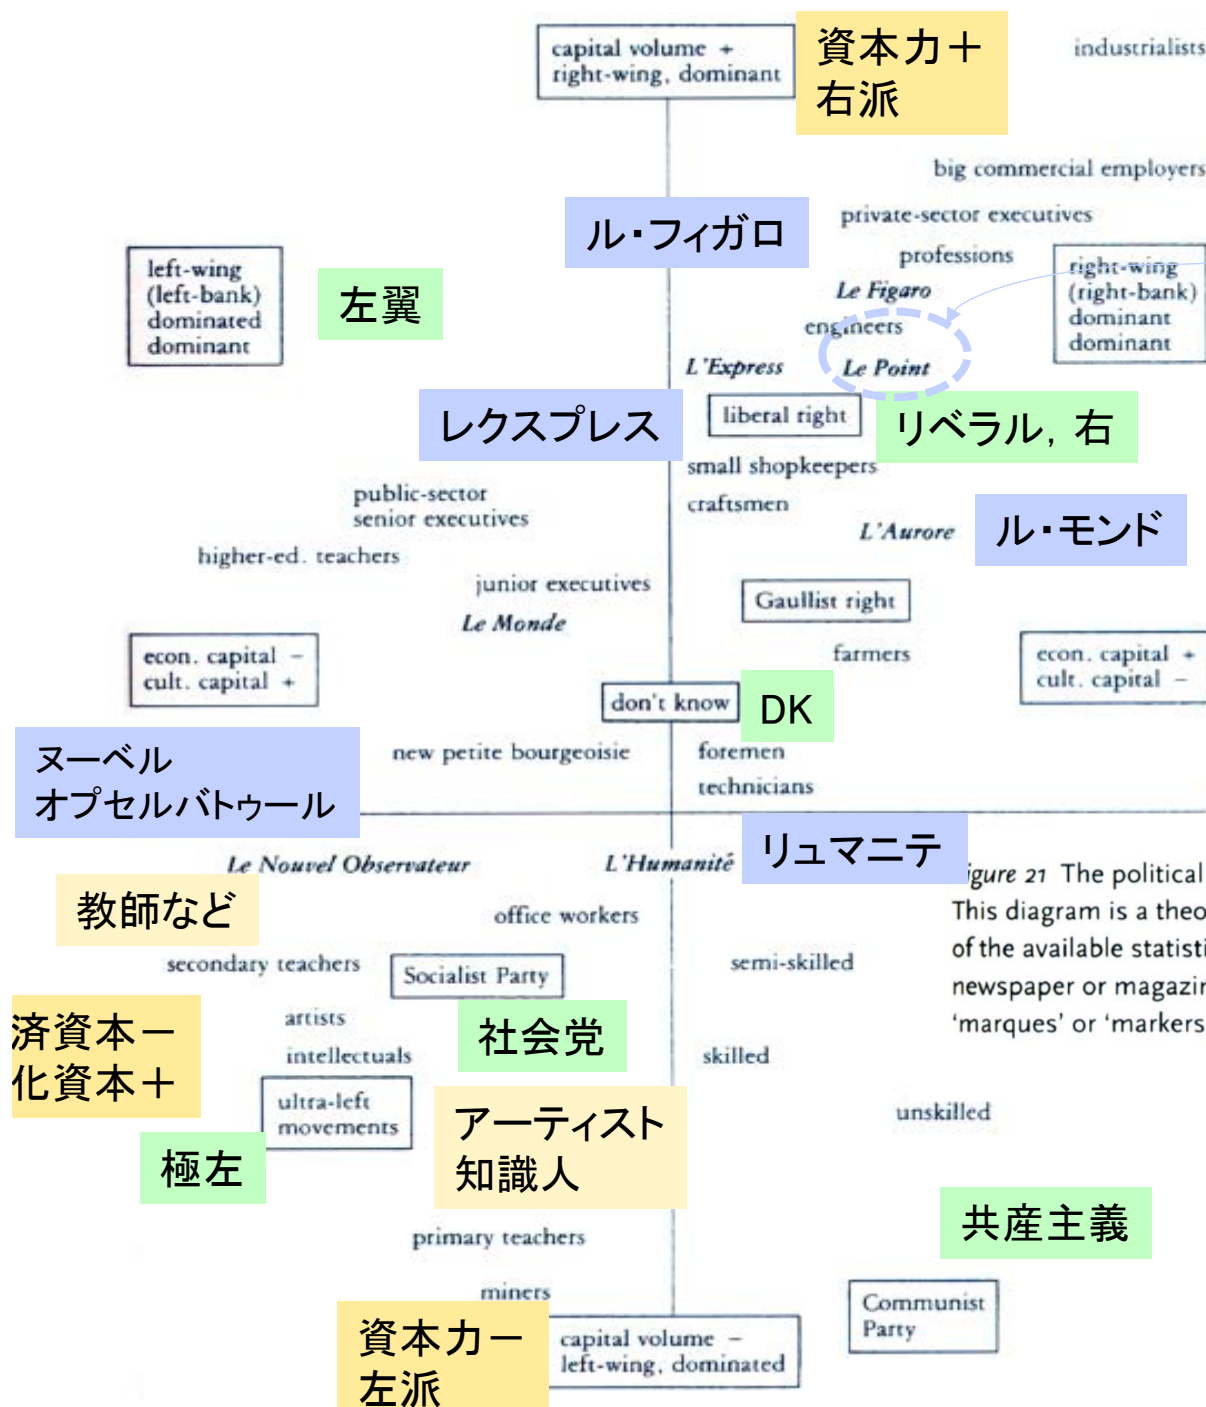 capital volume +
right-wing, dominant
資本力＋
右派
industrialists
big commercial employers
private-sector executives
ル・フィガロ
professions
left-wing
(left-bank)
dominated
dominant
左翼
Le Figaro
engineers
right-wing
(right-bank)
dominant
dominant
L'Express
Le Point
レクスプレス
liberal right
リベラル，右
small shopkeepers
craftsmen
public-sector
senior executives
L'Aurore
ル・モンド
higher-ed. teachers
junior executives
Gaullist right
Le Monde
econ. capital −
cult. capital +
farmers
econ. capital +
cult. capital −
don't know
DK
ヌーベル
オプセルバトゥール
new petite bourgeoisie
foremen
technicians
Le Nouvel Observateur
L'Humanité
リュマニテ
igure 21 The political
This diagram is a theo
of the available statisti
newspaper or magazin
'marques' or 'markers
教師など
office workers
secondary teachers
Socialist Party
semi-skilled
済資本－
化資本＋
artists
intellectuals
社会党
skilled
ultra-left
movements
アーティスト
知識人
unskilled
極左
共産主義
primary teachers
miners
Communist
Party
資本力－
左派
capital volume −
left-wing, dominated